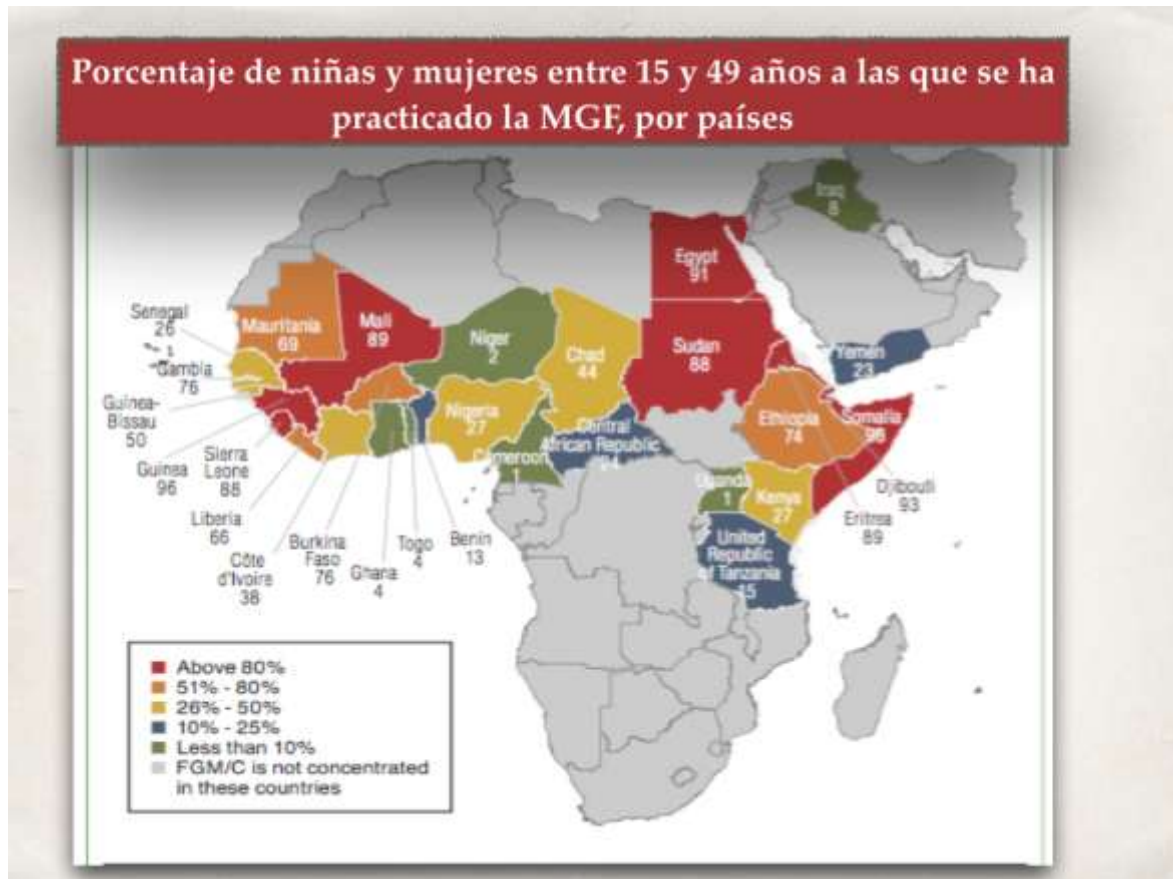 Porcentaje de niñas y mujeres entre 15 y 49 años a las que se ha
practicado la MGF, por países
Iraq
8
Egypt
91
Senegal
26
Mauritania
69
Mali
89
Niger
2
Chad
44
Sudan
88
Yemen
23
Gambia
76
Guinea-
Bissau
50
Nigeria
27
Ethiopia
74
Somalia
98
Central
African Republic
24
Cameroon
1
Guinea
96
Sierra
Leone
88
Uganda
1
Kenya
27
Djibouti
93
Eritrea
89
Liberia
66
Côte
d'Ivoire
38
Burkina
Faso
76
Ghana
4
Togo
4
Benin
13
United
Republic
of Tanzania
15
Above 80%
51% - 80%
26% - 50%
10% - 25%
Less than 10%
FGM/C is not concentrated
in these countries